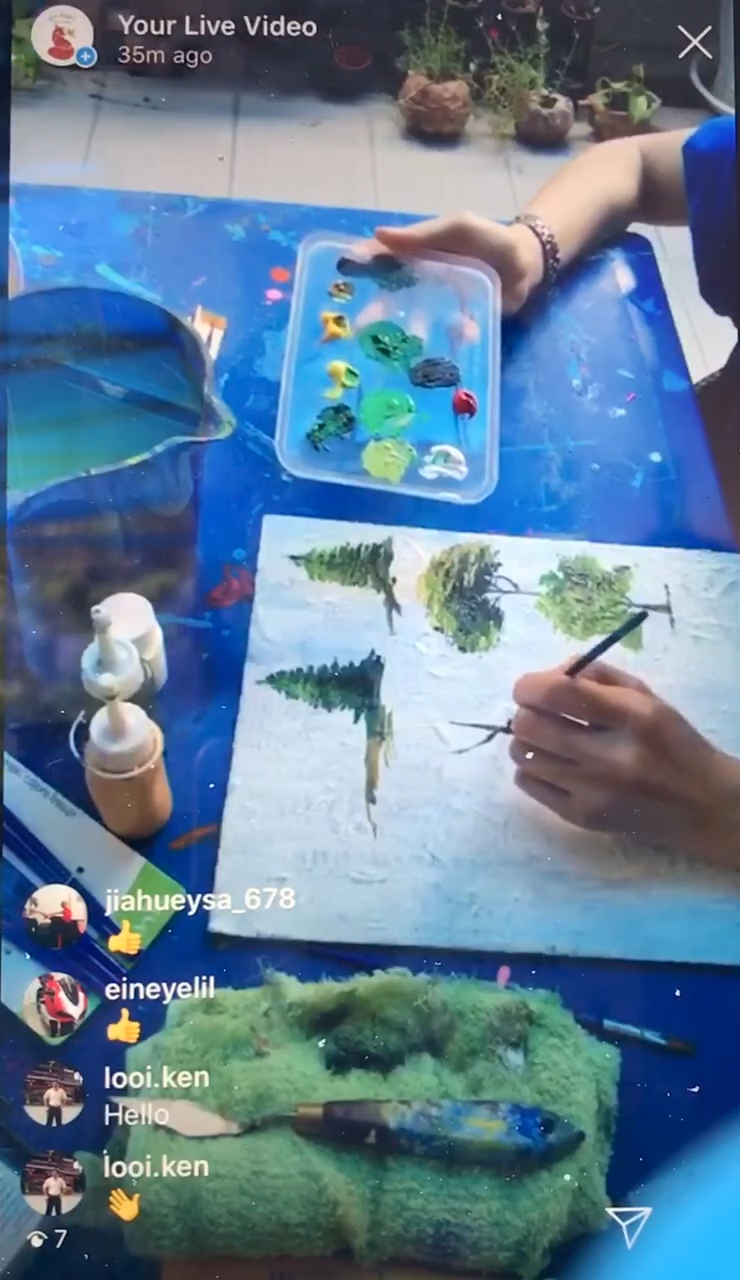 Your Live Video
35m ago
jiahueysa_678
👍
eineyelil
👍
looi.ken
Hello
looi.ken
👋
7